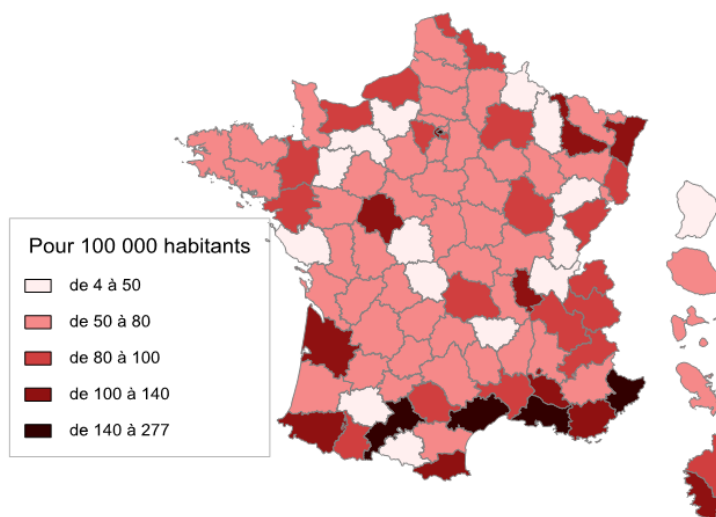 Pour 100 000 habitants
de 4 à 50
de 50 à 80
de 80 à 100
de 100 à 140
de 140 à 277